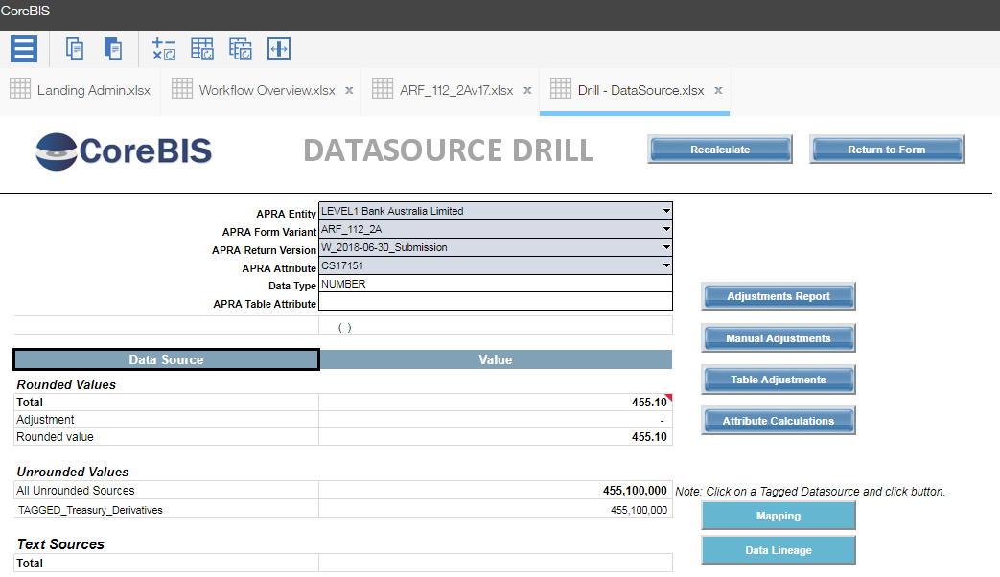 CoreBIS
Landing Admin.xlsx Workflow Overview.xlsx x ARF_112_2Av17.xlsx x Drill - DataSource.xlsx x
CoreBIS DATASOURCE DRILL Recalculate Return to Form
APRA Entity LEVEL1:Bank Australia Limited
APRA Form Variant ARF_112_2A
APRA Return Version W_2018-06-30_Submission
APRA Attribute CS17151
Data Type NUMBER
APRA Table Attribute
Adjustments Report
( )
Manual Adjustments
Data Source Value
Table Adjustments
Rounded Values
Total 455.10
Adjustment -
Attribute Calculations
Rounded value 455.10
Unrounded Values
All Unrounded Sources 455,100,000 Note: Click on a Tagged Datasource and click button.
TAGGED_Treasury_Derivatives 455,100,000
Mapping
Text Sources
Data Lineage
Total